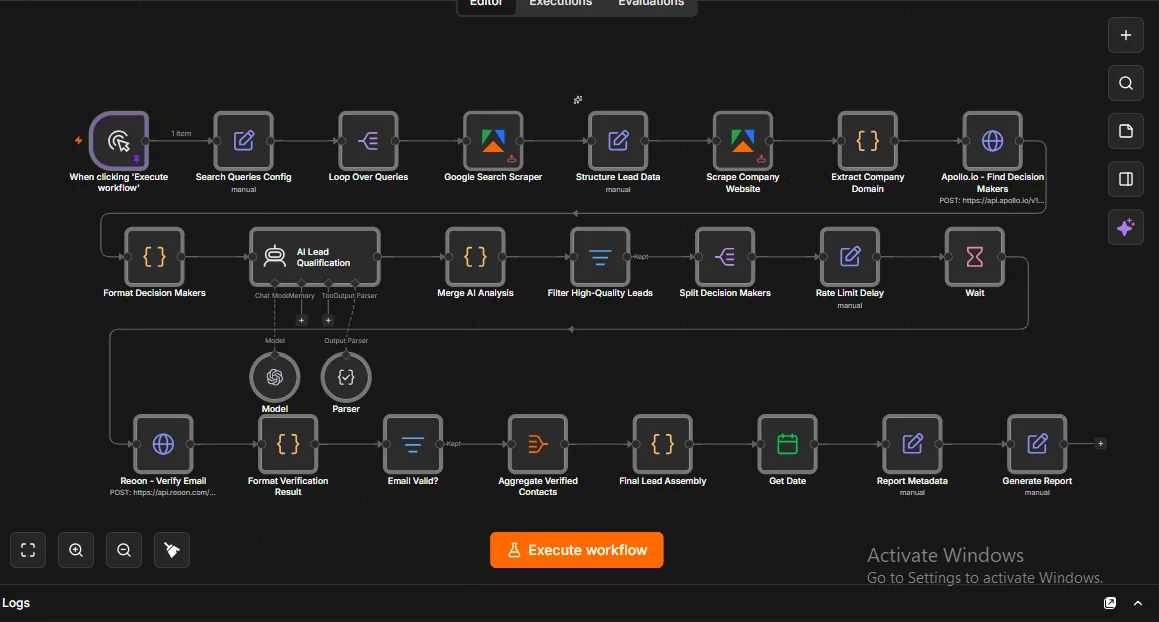 Editor
Executions
Evaluations
1 item
When clicking 'Execute
workflow'
Search Queries Config
manual
Loop Over Queries
Google Search Scraper
Structure Lead Data
manual
Scrape Company
Website
Extract Company
Domain
Apollo.io - Find Decision
Makers
POST: https://api.apollo.io/v1...
Format Decision Makers
AI Lead
Qualification
Chat Mode
Memory
Too
Output Parser
Merge AI Analysis
Filter High-Quality Leads
Kept
Split Decision Makers
Rate Limit Delay
manual
Wait
Model
Output Parser
Model
Parser
Reoon - Verify Email
POST: https://api.reoon.com/...
Format Verification
Result
Email Valid?
Kept
Aggregate Verified
Contacts
Final Lead Assembly
Get Date
Report Metadata
manual
Generate Report
manual
Execute workflow
Activate Windows
Go to Settings to activate Windows.
Logs